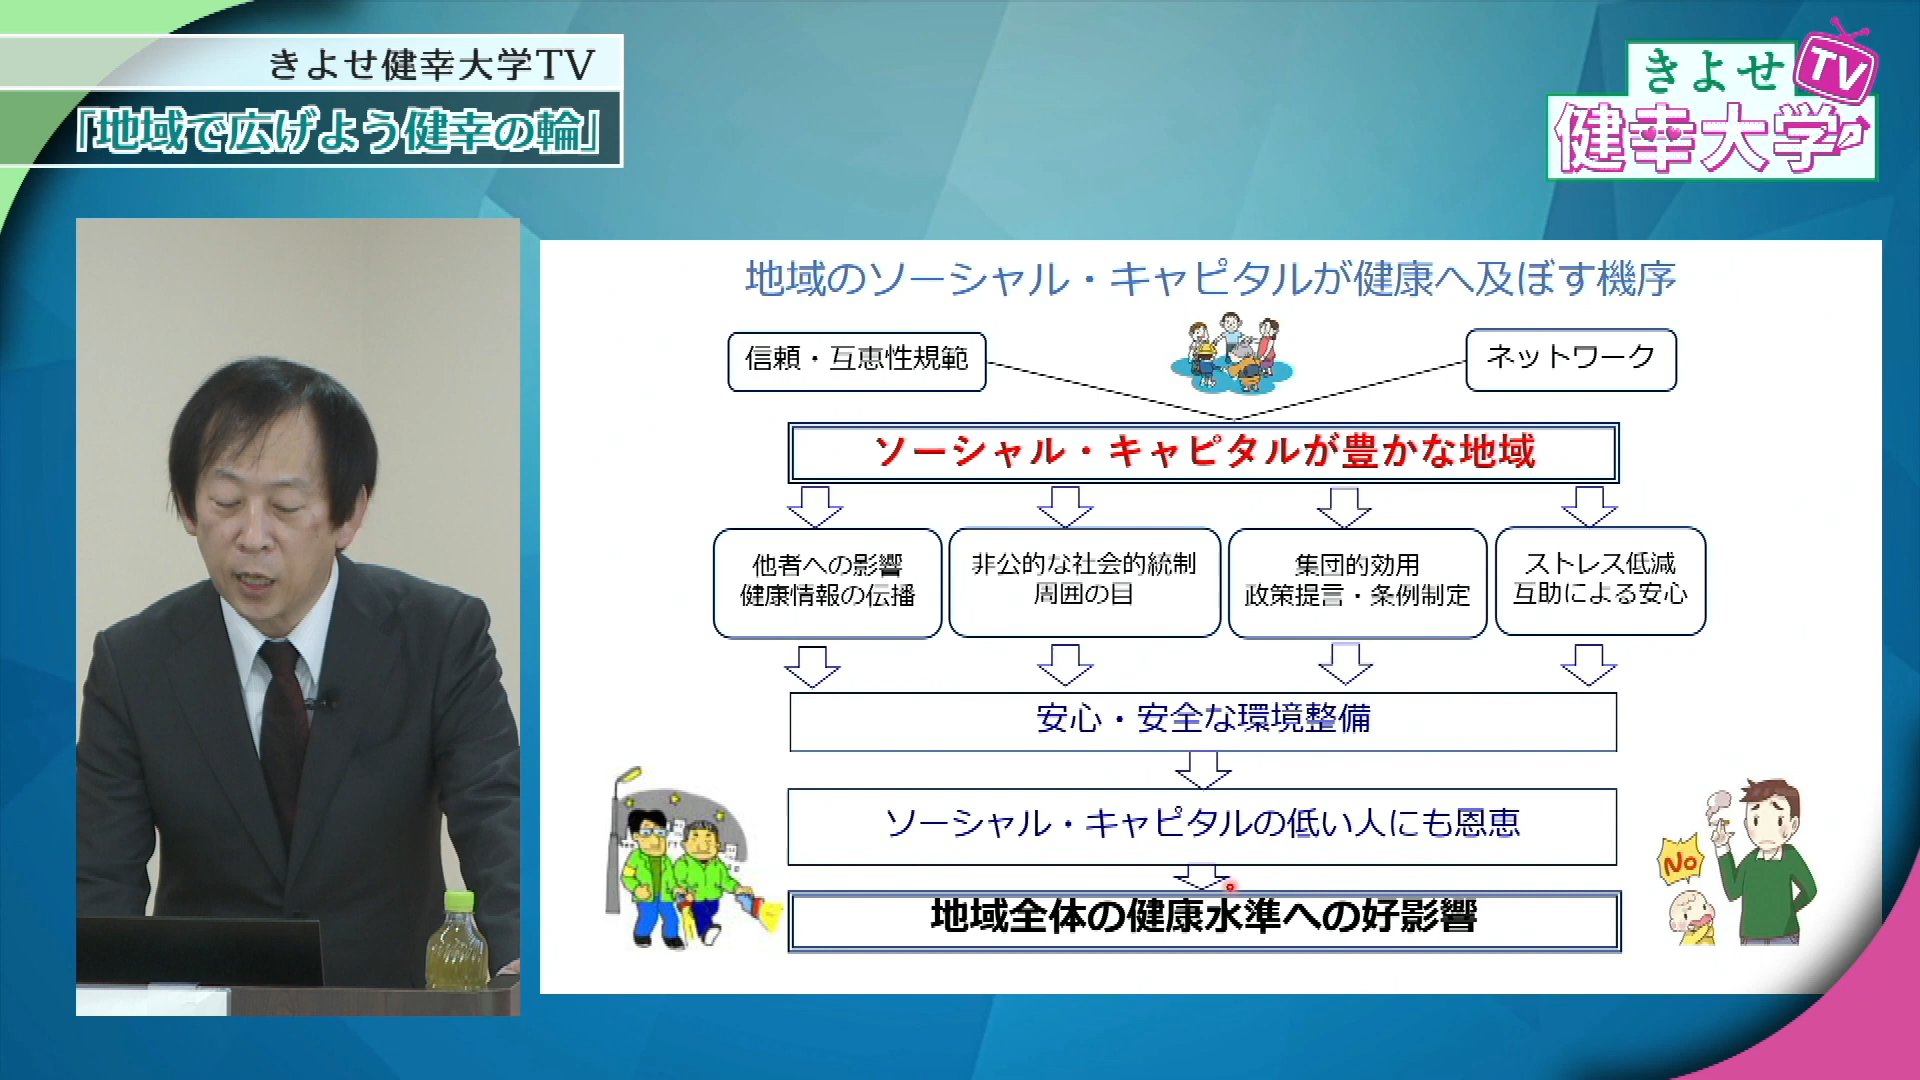 きよせ健幸大学TV
「地域で広げよう健幸の輪」
きよせ
TV
健幸大学
地域のソーシャル・キャピタルが健康へ及ぼす機序
信頼・互恵性規範
ネットワーク
ソーシャル・キャピタルが豊かな地域
他者への影響
健康情報の伝播
非公的な社会的統制
周囲の目
集団的効用
政策提言・条例制定
ストレス低減
互助による安心
安心・安全な環境整備
ソーシャル・キャピタルの低い人にも恩恵
No
地域全体の健康水準への好影響